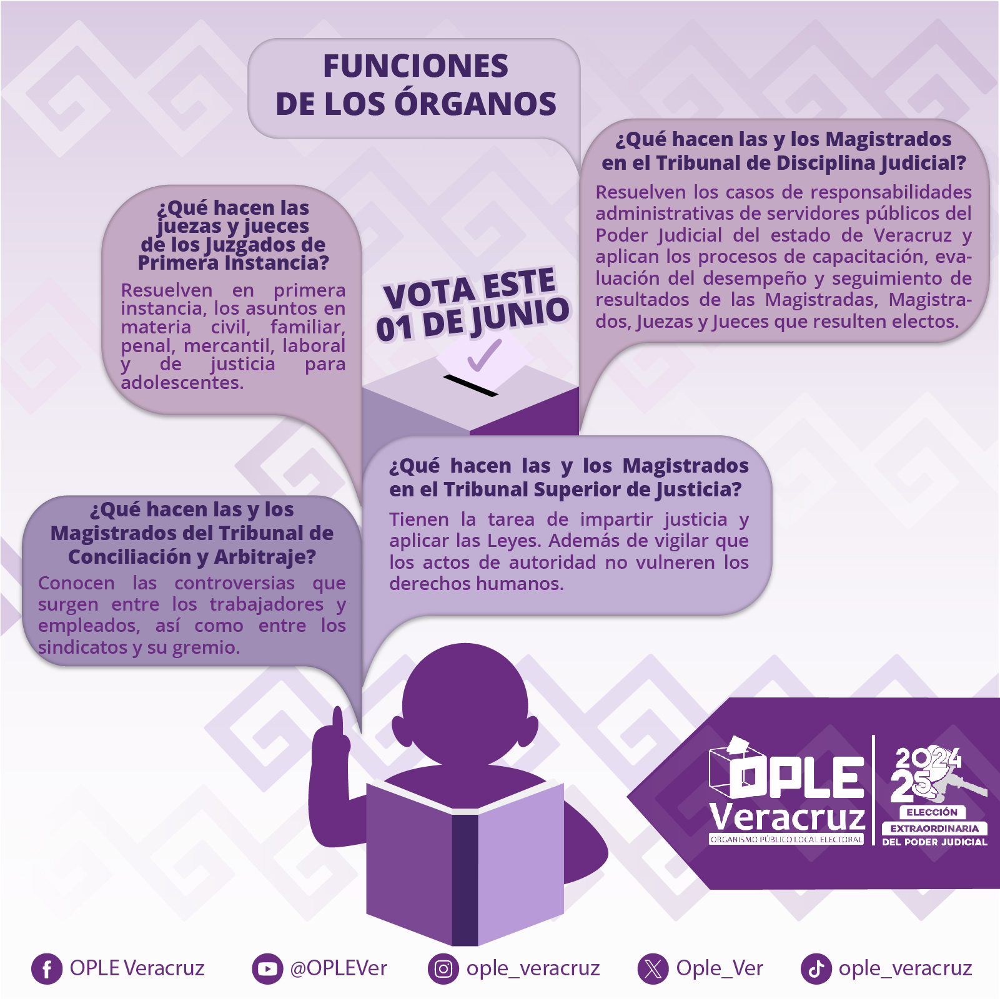 FUNCIONES
DE LOS ÓRGANOS
¿Qué hacen las y los Magistrados
en el Tribunal de Disciplina Judicial?
Resuelven los casos de responsabilidades
administrativas de servidores públicos del
Poder Judicial del estado de Veracruz y
aplican los procesos de capacitación, eva-
luación del desempeño y seguimiento de
resultados de las Magistradas, Magistra-
dos, Juezas y Jueces que resulten electos.
¿Qué hacen las
juezas y jueces
de los Juzgados de
Primera Instancia?
Resuelven en primera
instancia, los asuntos en
materia civil, familiar,
penal, mercantil, laboral
y de justicia para
adolescentes.
VOTA ESTE
01 DE JUNIO
¿Qué hacen las y los Magistrados
en el Tribunal Superior de Justicia?
Tienen la tarea de impartir justicia y
aplicar las Leyes. Además de vigilar que
los actos de autoridad no vulneren los
derechos humanos.
¿Qué hacen las y los
Magistrados del Tribunal de
Conciliación y Arbitraje?
Conocen las controversias que
surgen entre los trabajadores y
empleados, así como entre los
sindicatos y su gremio.
OPLE
Veracruz
ORGANISMO PÚBLICO LOCAL ELECTORAL
2024
25
ELECCIÓN
EXTRAORDINARIA
DEL PODER JUDICIAL
OPLE Veracruz
@OPLEVer
ople_veracruz
Ople_Ver
ople_veracruz